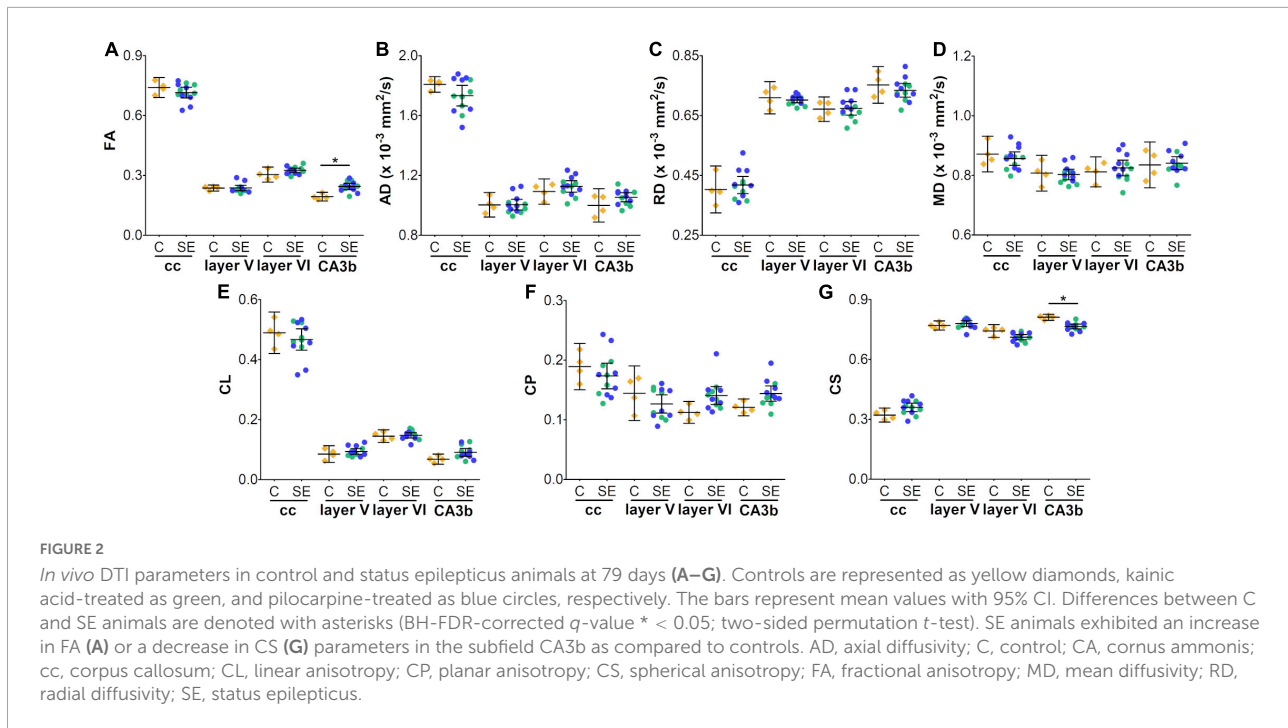 A
B
C
D
0.9
0.6
0.3
0.0
FA
*
C SE C SE C SE C SE
cc layer V layer VI CA3b
2.0
1.6
1.2
0.8
AD (x 10⁻³ mm²/s)
C SE C SE C SE C SE
cc layer V layer VI CA3b
0.85
0.65
0.45
0.25
RD (x 10⁻³ mm²/s)
C SE C SE C SE C SE
cc layer V layer VI CA3b
1.2
1.0
0.8
0.6
MD (x 10⁻³ mm²/s)
C SE C SE C SE C SE
cc layer V layer VI CA3b
E
F
G
0.6
0.4
0.2
0.0
CL
C SE C SE C SE C SE
cc layer V layer VI CA3b
0.3
0.2
0.1
0.0
CP
C SE C SE C SE C SE
cc layer V layer VI CA3b
0.9
0.6
0.3
0.0
CS
*
C SE C SE C SE C SE
cc layer V layer VI CA3b
FIGURE 2
In vivo DTI parameters in control and status epilepticus animals at 79 days (A–G). Controls are represented as yellow diamonds, kainic
acid-treated as green, and pilocarpine-treated as blue circles, respectively. The bars represent mean values with 95% CI. Differences between C
and SE animals are denoted with asterisks (BH-FDR-corrected q-value * < 0.05; two-sided permutation t-test). SE animals exhibited an increase
in FA (A) or a decrease in CS (G) parameters in the subfield CA3b as compared to controls. AD, axial diffusivity; C, control; CA, cornus ammonis;
cc, corpus callosum; CL, linear anisotropy; CP, planar anisotropy; CS, spherical anisotropy; FA, fractional anisotropy; MD, mean diffusivity; RD,
radial diffusivity; SE, status epilepticus.